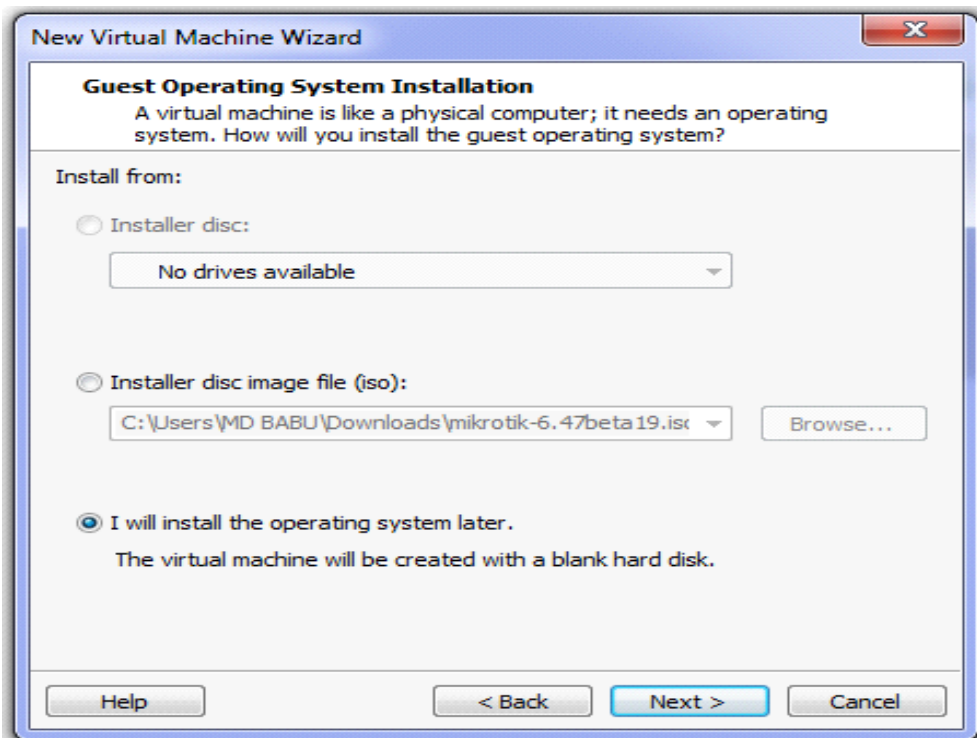 New Virtual Machine Wizard
Guest Operating System Installation
A virtual machine is like a physical computer; it needs an operating
system. How will you install the guest operating system?
Install from:
Installer disc:
No drives available
Installer disc image file (iso):
C:\Users\MD BABU\Downloads\mikrotik-6.47beta19.iso
Browse...
I will install the operating system later.
The virtual machine will be created with a blank hard disk.
Help
< Back
Next >
Cancel